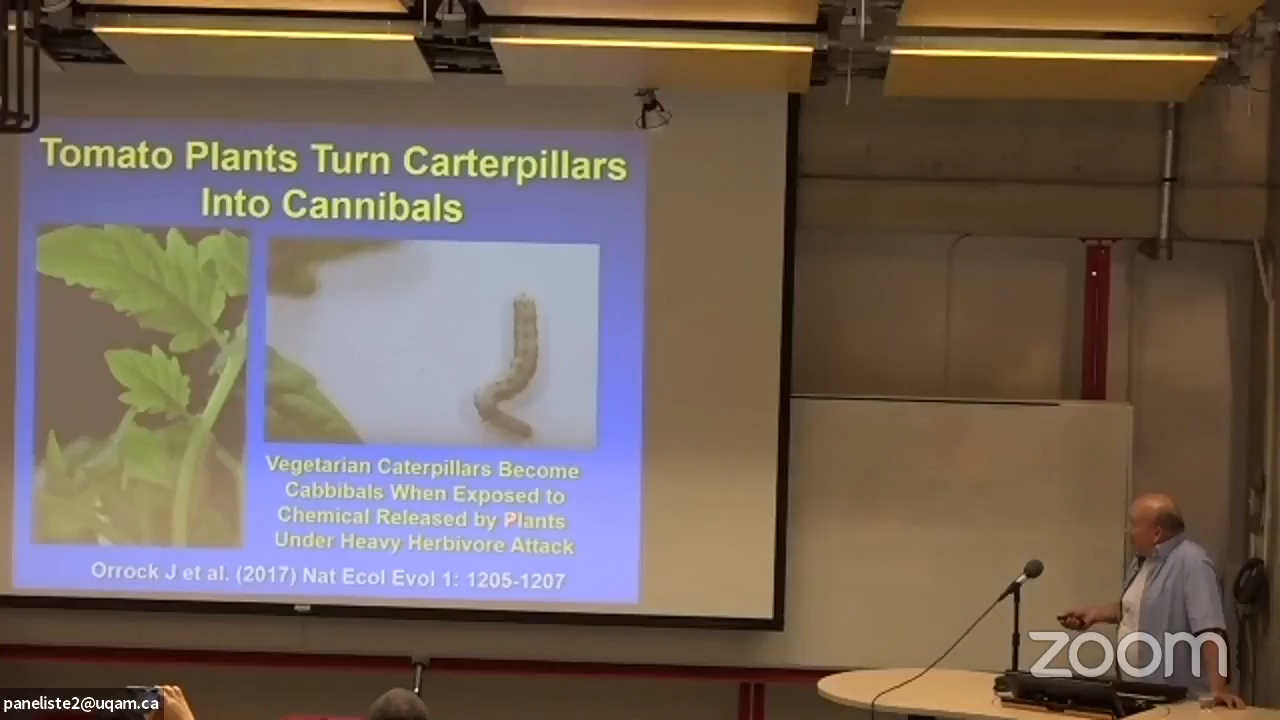 Tomato Plants Turn Carterpillars
Into Cannibals
Vegetarian Caterpillars Become
Cabbibals When Exposed to
Chemical Released by Plants
Under Heavy Herbivore Attack
Orrock J et al. (2017) Nat Ecol Evol 1: 1205-1207
zoom
paneliste2@uqam.ca